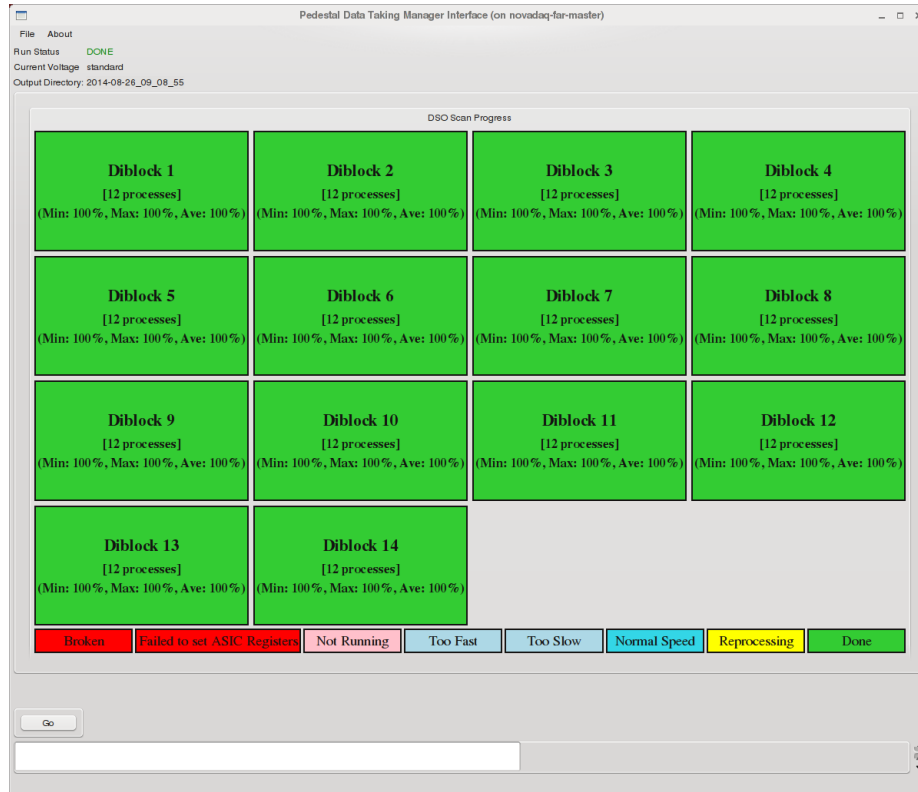 Pedestal Data Taking Manager Interface (on novadaq-far-master)
File About
Run Status DONE
Current Voltage standard
Output Directory: 2014-08-26_09_08_55
DSO Scan Progress
Diblock 1 Diblock 2 Diblock 3 Diblock 4
[12 processes] [12 processes] [12 processes] [12 processes]
(Min: 100%, Max: 100%, Ave: 100%) (Min: 100%, Max: 100%, Ave: 100%) (Min: 100%, Max: 100%, Ave: 100%) (Min: 100%, Max: 100%, Ave: 100%)
Diblock 5 Diblock 6 Diblock 7 Diblock 8
[12 processes] [12 processes] [12 processes] [12 processes]
(Min: 100%, Max: 100%, Ave: 100%) (Min: 100%, Max: 100%, Ave: 100%) (Min: 100%, Max: 100%, Ave: 100%) (Min: 100%, Max: 100%, Ave: 100%)
Diblock 9 Diblock 10 Diblock 11 Diblock 12
[12 processes] [12 processes] [12 processes] [12 processes]
(Min: 100%, Max: 100%, Ave: 100%) (Min: 100%, Max: 100%, Ave: 100%) (Min: 100%, Max: 100%, Ave: 100%) (Min: 100%, Max: 100%, Ave: 100%)
Diblock 13 Diblock 14
[12 processes] [12 processes]
(Min: 100%, Max: 100%, Ave: 100%) (Min: 100%, Max: 100%, Ave: 100%)
Broken Failed to set ASIC Registers Not Running Too Fast Too Slow Normal Speed Reprocessing Done
Go